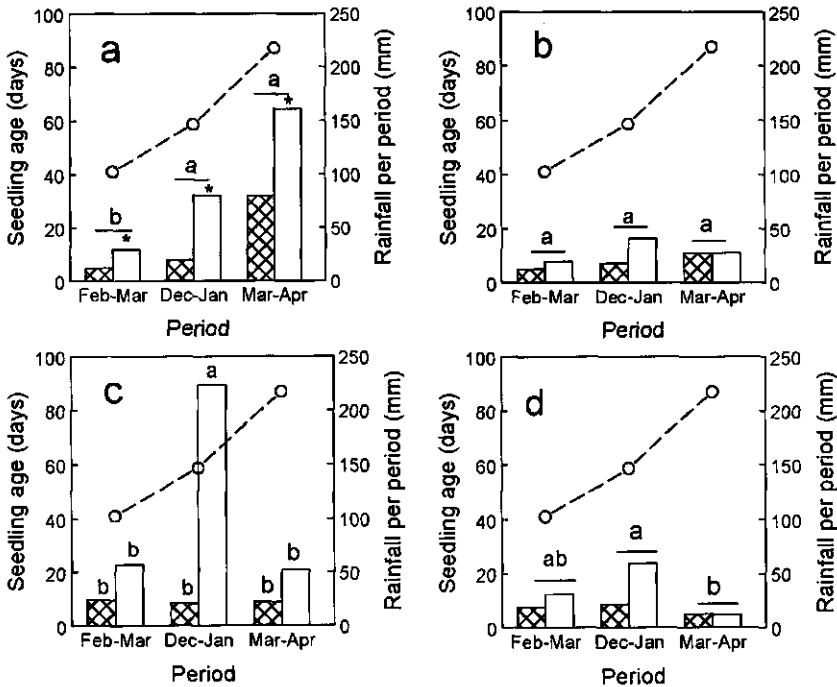 a
Seedling age (days)
100
80
60
40
20
0
a
a
b
*
*
*
Feb-Mar Dec-Jan Mar-Apr
Period
250
200
150
100
50
0
Rainfall per period (mm)
b
Seedling age (days)
100
80
60
40
20
0
a
a
a
Feb-Mar Dec-Jan Mar-Apr
Period
250
200
150
100
50
0
Rainfall per period (mm)
c
Seedling age (days)
100
80
60
40
20
0
a
b
b
b
b
b
Feb-Mar Dec-Jan Mar-Apr
Period
250
200
150
100
50
0
Rainfall per period (mm)
d
Seedling age (days)
100
80
60
40
20
0
ab
a
b
Feb-Mar Dec-Jan Mar-Apr
Period
250
200
150
100
50
0
Rainfall per period (mm)